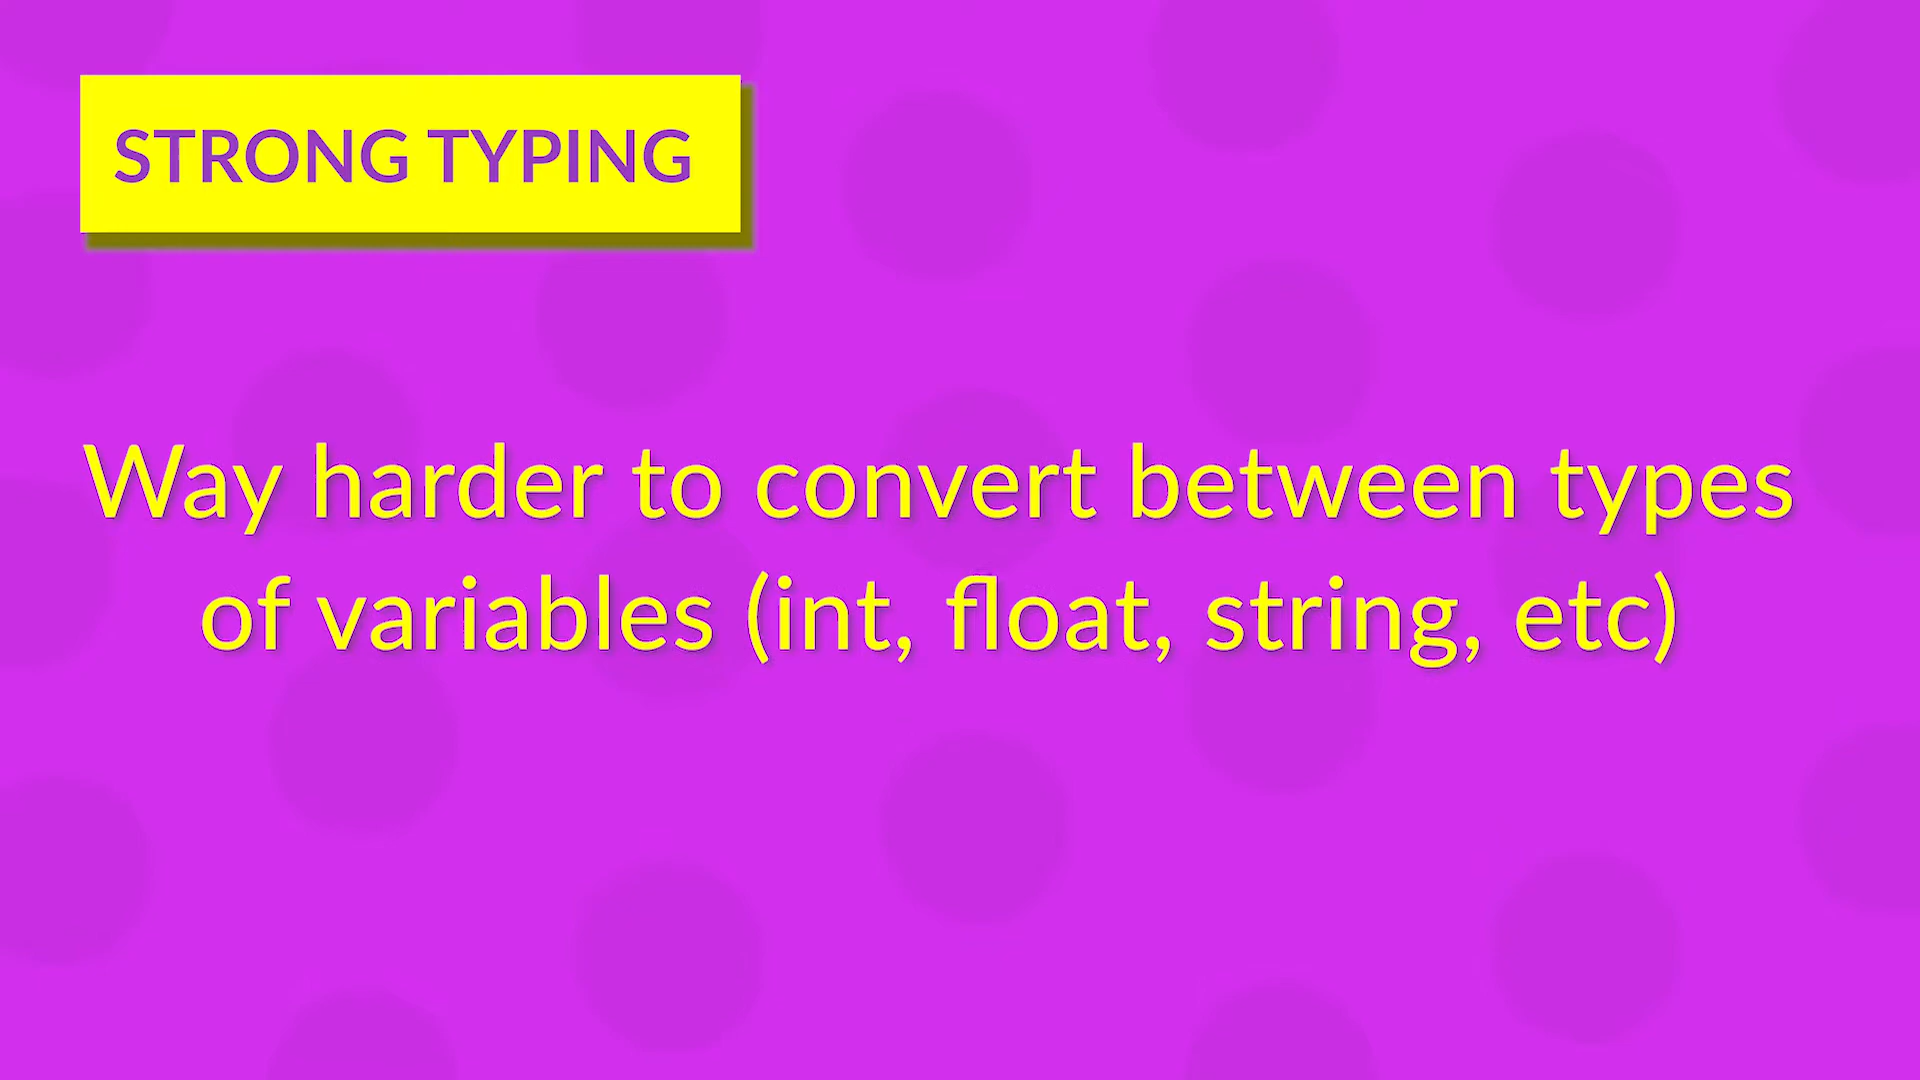 STRONG TYPING
Way harder to convert between types
of variables (int, float, string, etc)